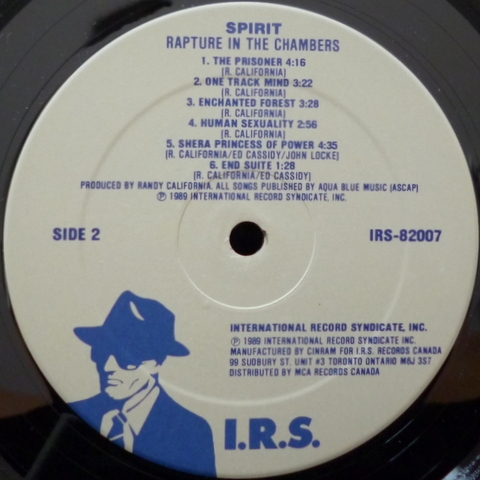 SPIRIT
RAPTURE IN THE CHAMBERS
1. THE PRISONER 4:16
(R. CALIFORNIA)
2. ONE TRACK MIND 3:22
(R. CALIFORNIA)
3. ENCHANTED FOREST 3:28
(R. CALIFORNIA)
4. HUMAN SEXUALITY 2:56
(R. CALIFORNIA)
5. SHERA PRINCESS OF POWER 4:35
(R. CALIFORNIA/ED CASSIDY/JOHN LOCKE)
6. END SUITE 1:28
(R. CALIFORNIA/ED CASSIDY)
PRODUCED BY RANDY CALIFORNIA. ALL SONGS PUBLISHED BY AQUA BLUE MUSIC (ASCAP)
Ⓟ 1989 INTERNATIONAL RECORD SYNDICATE, INC.
SIDE 2
IRS-82007
INTERNATIONAL RECORD SYNDICATE, INC.
Ⓟ 1989 INTERNATIONAL RECORD SYNDICATE, INC.
MANUFACTURED BY CINRAM FOR I.R.S. RECORDS CANADA
99 SUDBURY ST. UNIT #3 TORONTO ONTARIO M6J 3S7
DISTRIBUTED BY MCA RECORDS CANADA
I.R.S.